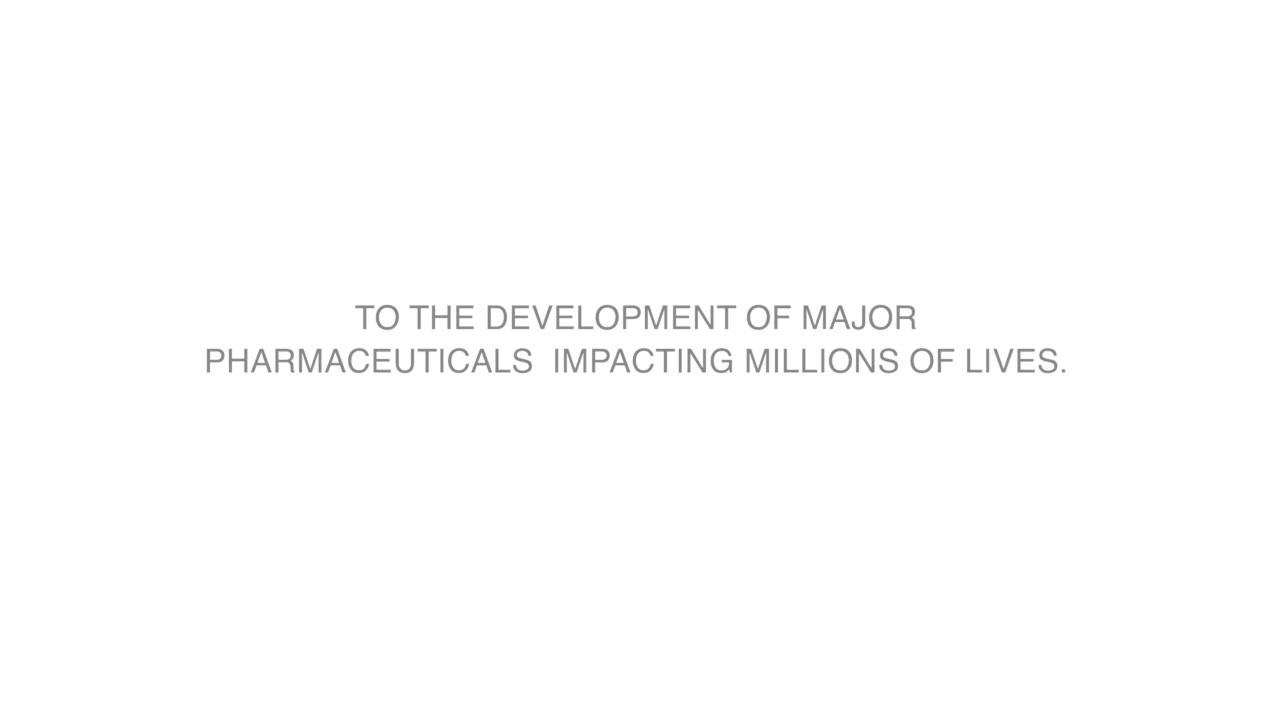 TO THE DEVELOPMENT OF MAJOR
PHARMACEUTICALS  IMPACTING MILLIONS OF LIVES.